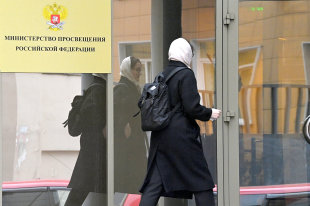 МИНИСТЕРСТВО ПРОСВЕЩЕНИЯ
РОССИЙСКОЙ ФЕДЕРАЦИИ